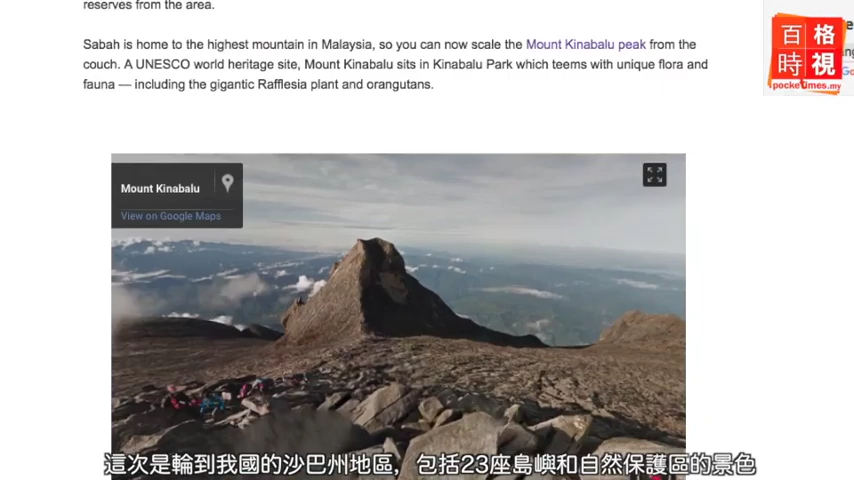 reserves from the area.
Sabah is home to the highest mountain in Malaysia, so you can now scale the Mount Kinabalu peak from the
couch. A UNESCO world heritage site, Mount Kinabalu sits in Kinabalu Park which teems with unique flora and
fauna — including the gigantic Rafflesia plant and orangutans.
百格
時視
pocketimes.my
Mount Kinabalu
View on Google Maps
這次是輪到我國的沙巴州地區，包括23座島嶼和自然保護區的景色